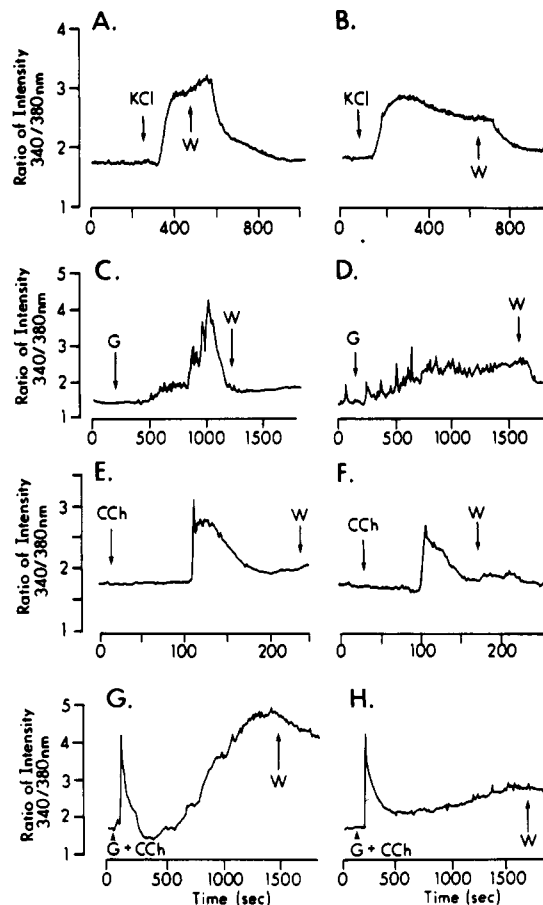 A.
B.
Ratio of Intensity
340/380nm
4
3
2
1
KCl
W
KCl
W
0 400 800
0 400 800
C.
D.
Ratio of Intensity
340/380nm
5
4
3
2
1
G
W
G
W
0 500 1000 1500
0 500 1000 1500
E.
F.
Ratio of Intensity
340/380nm
3
2
1
CCh
W
CCh
W
0 100 200
0 100 200
G.
H.
Ratio of Intensity
340/380nm
5
4
3
2
1
G + CCh
W
G + CCh
W
0 500 1000 1500
0 500 1000 1500
Time (sec)
Time (sec)